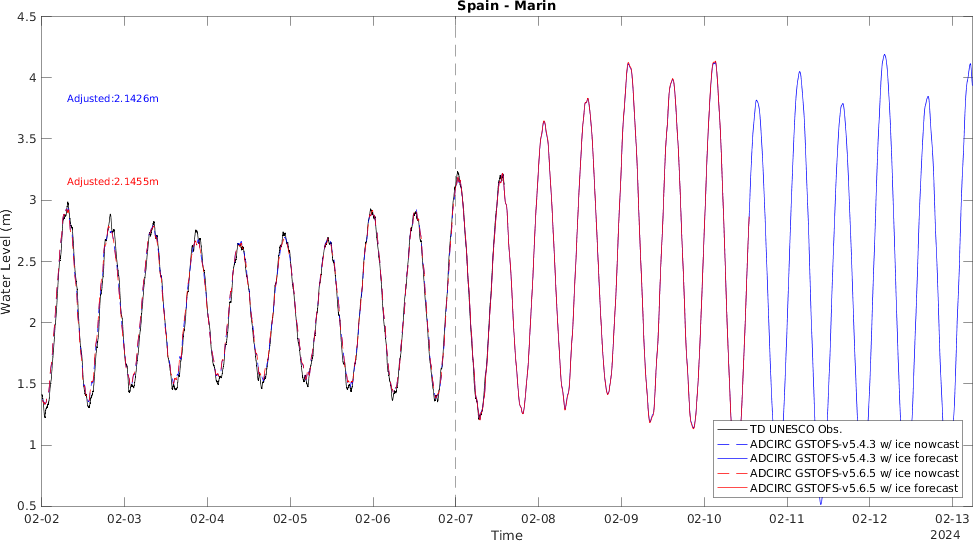 Spain - Marin
4.5
4
3.5
3
2.5
2
1.5
1
0.5
Water Level (m)
Adjusted:2.1426m
Adjusted:2.1455m
TD UNESCO Obs.
ADCIRC GSTOFS-v5.4.3 w/ ice nowcast
ADCIRC GSTOFS-v5.4.3 w/ ice forecast
ADCIRC GSTOFS-v5.6.5 w/ ice nowcast
ADCIRC GSTOFS-v5.6.5 w/ ice forecast
02-02 02-03 02-04 02-05 02-06 02-07 02-08 02-09 02-10 02-11 02-12 02-13
Time
2024